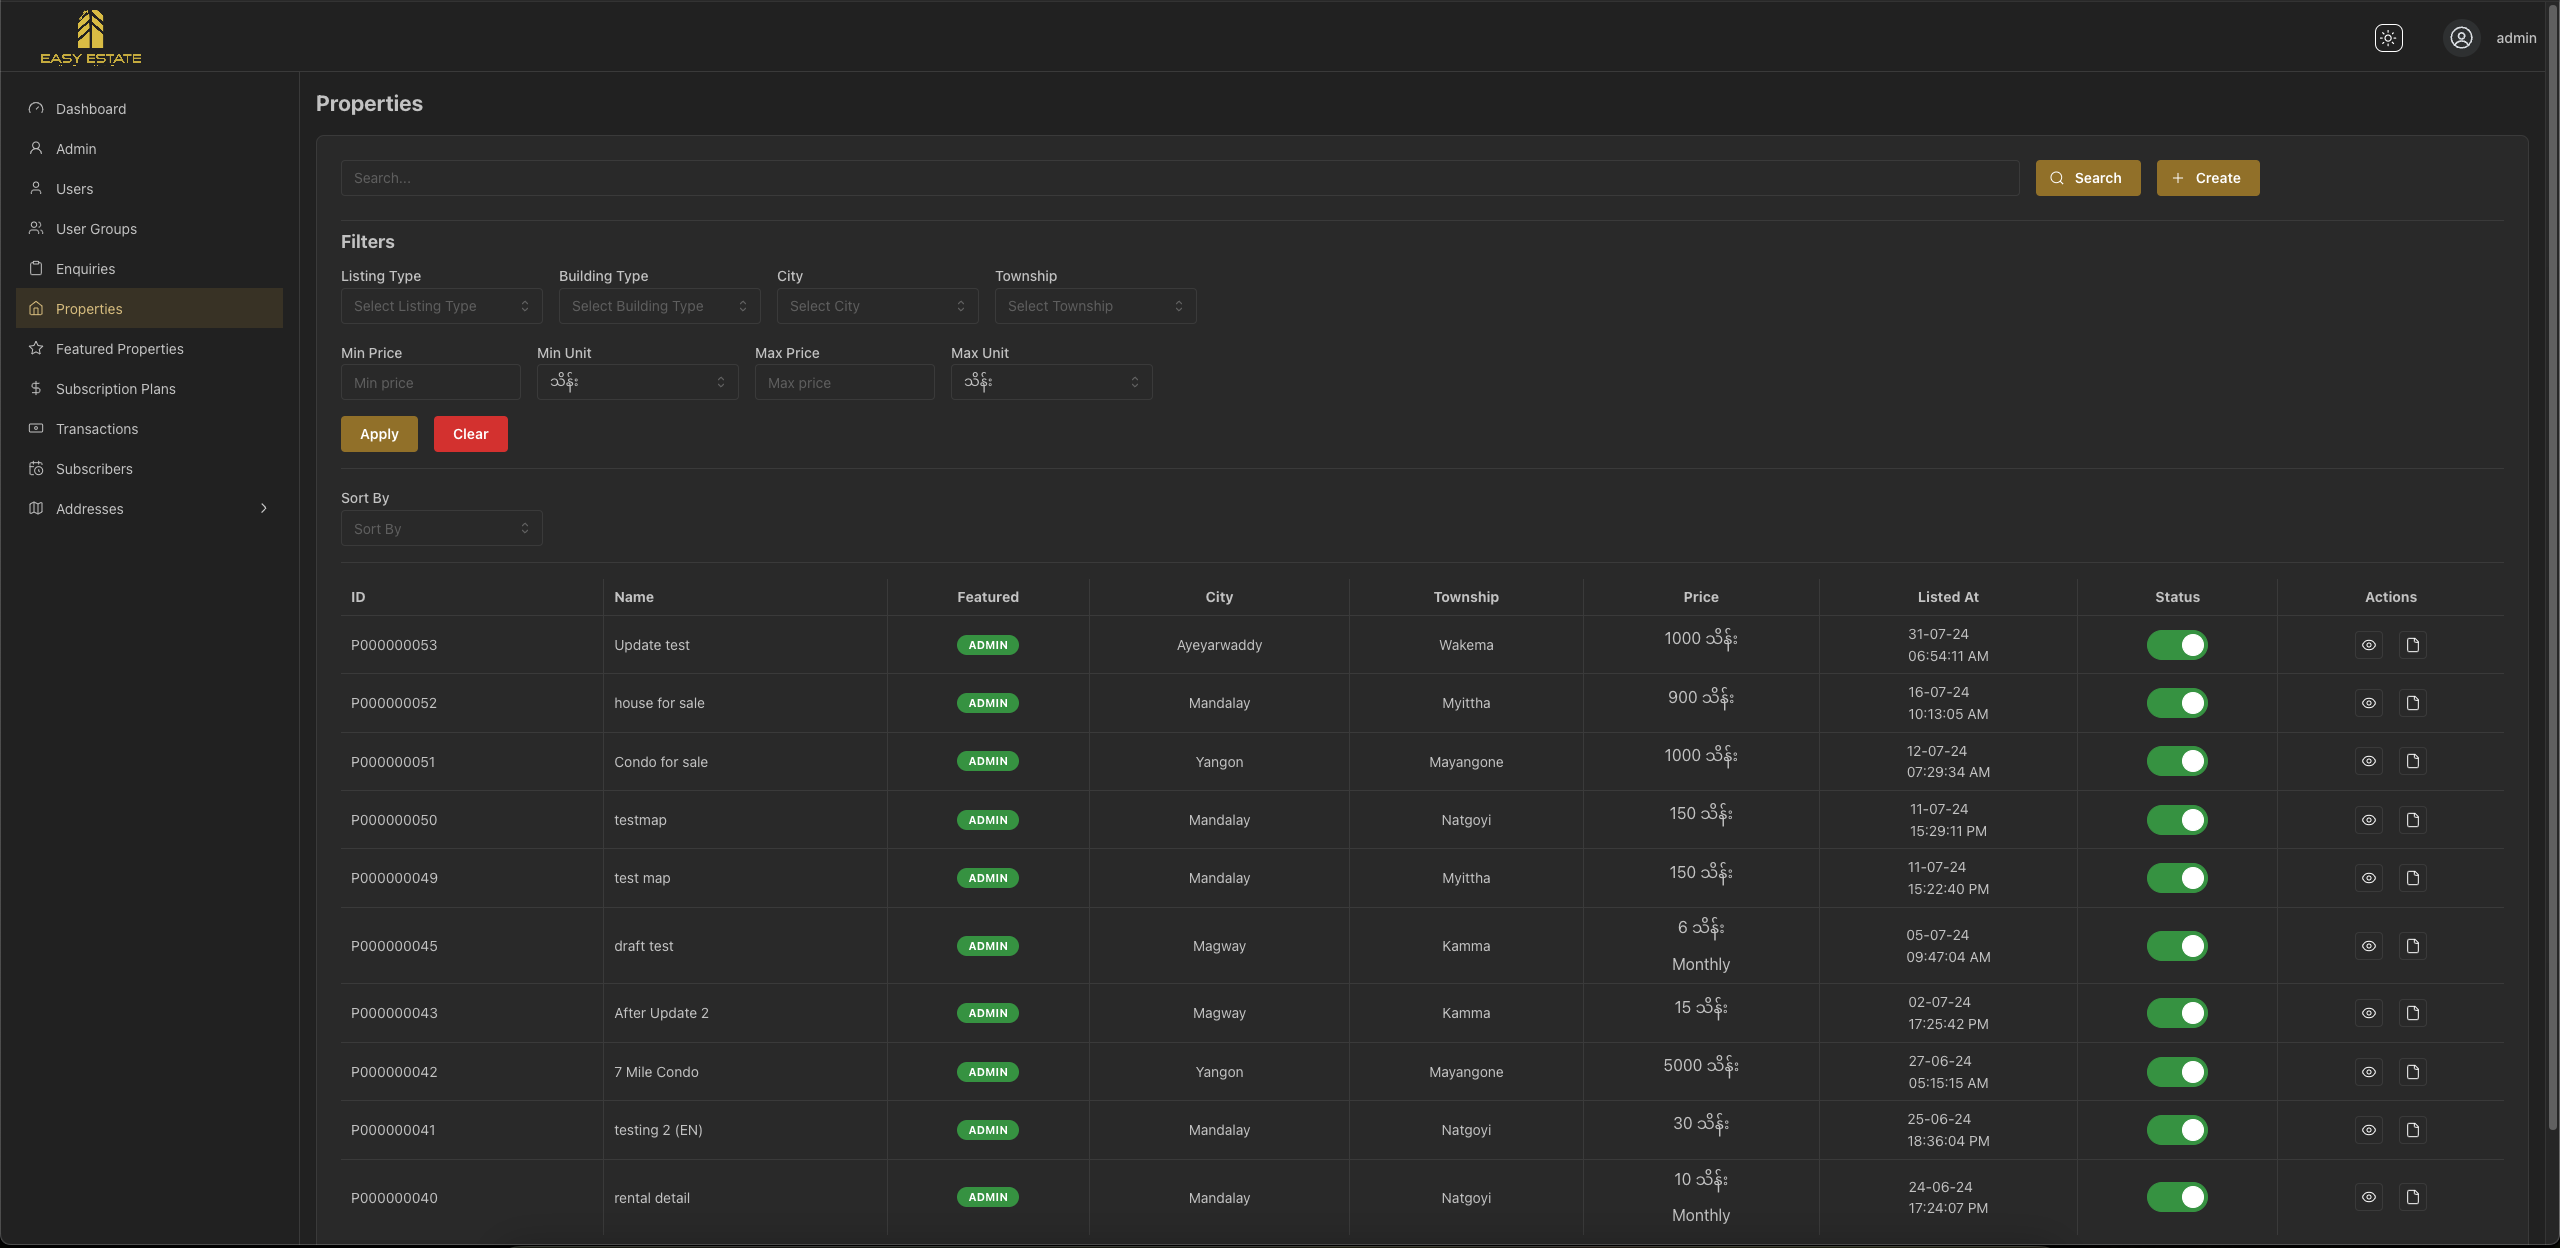 EASY ESTATE
admin
Dashboard
Admin
Users
User Groups
Enquiries
Properties
Featured Properties
Subscription Plans
Transactions
Subscribers
Addresses
Properties
Search...
Search
Create
Filters
Listing Type Building Type City Township
Select Listing Type Select Building Type Select City Select Township
Min Price Min Unit Max Price Max Unit
Min price သိန်း Max price သိန်း
Apply Clear
Sort By
Sort By
ID Name Featured City Township Price Listed At Status Actions
P000000053 Update test ADMIN Ayeyarwaddy Wakema 1000 သိန်း 31-07-24
06:54:11 AM
P000000052 house for sale ADMIN Mandalay Myittha 900 သိန်း 16-07-24
10:13:05 AM
P000000051 Condo for sale ADMIN Yangon Mayangone 1000 သိန်း 12-07-24
07:29:34 AM
P000000050 testmap ADMIN Mandalay Natgoyi 150 သိန်း 11-07-24
15:29:11 PM
P000000049 test map ADMIN Mandalay Myittha 150 သိန်း 11-07-24
15:22:40 PM
P000000045 draft test ADMIN Magway Kamma 6 သိန်း 05-07-24
Monthly 09:47:04 AM
P000000043 After Update 2 ADMIN Magway Kamma 15 သိန်း 02-07-24
17:25:42 PM
P000000042 7 Mile Condo ADMIN Yangon Mayangone 5000 သိန်း 27-06-24
05:15:15 AM
P000000041 testing 2 (EN) ADMIN Mandalay Natgoyi 30 သိန်း 25-06-24
18:36:04 PM
P000000040 rental detail ADMIN Mandalay Natgoyi 10 သိန်း 24-06-24
Monthly 17:24:07 PM